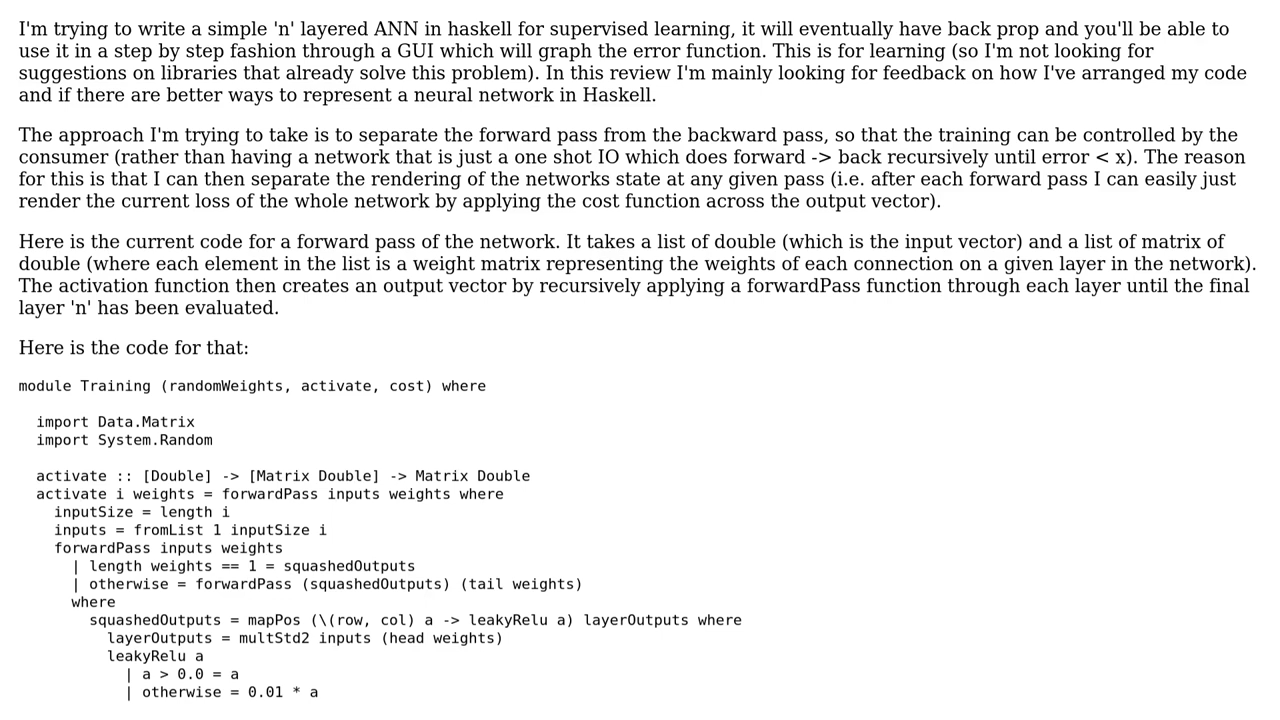 I'm trying to write a simple 'n' layered ANN in haskell for supervised learning, it will eventually have back prop and you'll be able to
use it in a step by step fashion through a GUI which will graph the error function. This is for learning (so I'm not looking for
suggestions on libraries that already solve this problem). In this review I'm mainly looking for feedback on how I've arranged my code
and if there are better ways to represent a neural network in Haskell.
The approach I'm trying to take is to separate the forward pass from the backward pass, so that the training can be controlled by the
consumer (rather than having a network that is just a one shot IO which does forward -> back recursively until error < x). The reason
for this is that I can then separate the rendering of the networks state at any given pass (i.e. after each forward pass I can easily just
render the current loss of the whole network by applying the cost function across the output vector).
Here is the current code for a forward pass of the network. It takes a list of double (which is the input vector) and a list of matrix of
double (where each element in the list is a weight matrix representing the weights of each connection on a given layer in the network).
The activation function then creates an output vector by recursively applying a forwardPass function through each layer until the final
layer 'n' has been evaluated.
Here is the code for that:
module Training (randomWeights, activate, cost) where
  import Data.Matrix
  import System.Random
  activate :: [Double] -> [Matrix Double] -> Matrix Double
  activate i weights = forwardPass inputs weights where
    inputSize = length i
    inputs = fromList 1 inputSize i
    forwardPass inputs weights
      | length weights == 1 = squashedOutputs
      | otherwise = forwardPass (squashedOutputs) (tail weights)
      where
        squashedOutputs = mapPos (\(row, col) a -> leakyRelu a) layerOutputs where
          layerOutputs = multStd2 inputs (head weights)
          leakyRelu a
            | a > 0.0 = a
            | otherwise = 0.01 * a